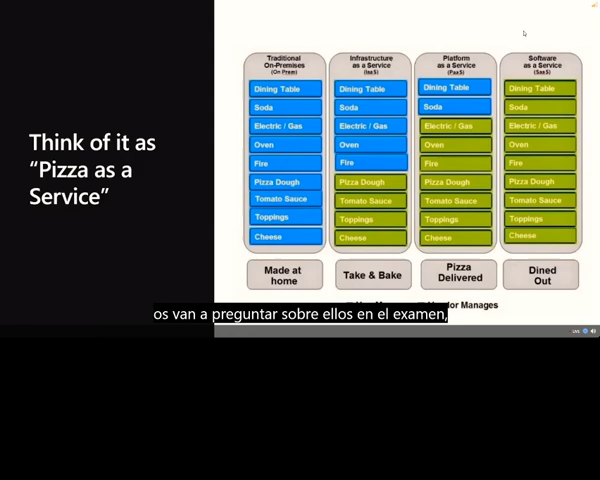 Think of it as
“Pizza as a
Service”
Traditional
On-Premises
(On Prem)
Dining Table
Soda
Electric / Gas
Oven
Fire
Pizza Dough
Tomato Sauce
Toppings
Cheese
Made at
home
Infrastructure
as a Service
(IaaS)
Dining Table
Soda
Electric / Gas
Oven
Fire
Pizza Dough
Tomato Sauce
Toppings
Cheese
Take & Bake
Platform
as a Service
(PaaS)
Dining Table
Soda
Electric / Gas
Oven
Fire
Pizza Dough
Tomato Sauce
Toppings
Cheese
Pizza
Delivered
Software
as a Service
(SaaS)
Dining Table
Soda
Electric / Gas
Oven
Fire
Pizza Dough
Tomato Sauce
Toppings
Cheese
Dined
Out
Manages
os van a preguntar sobre ellos en el examen,
LIVE